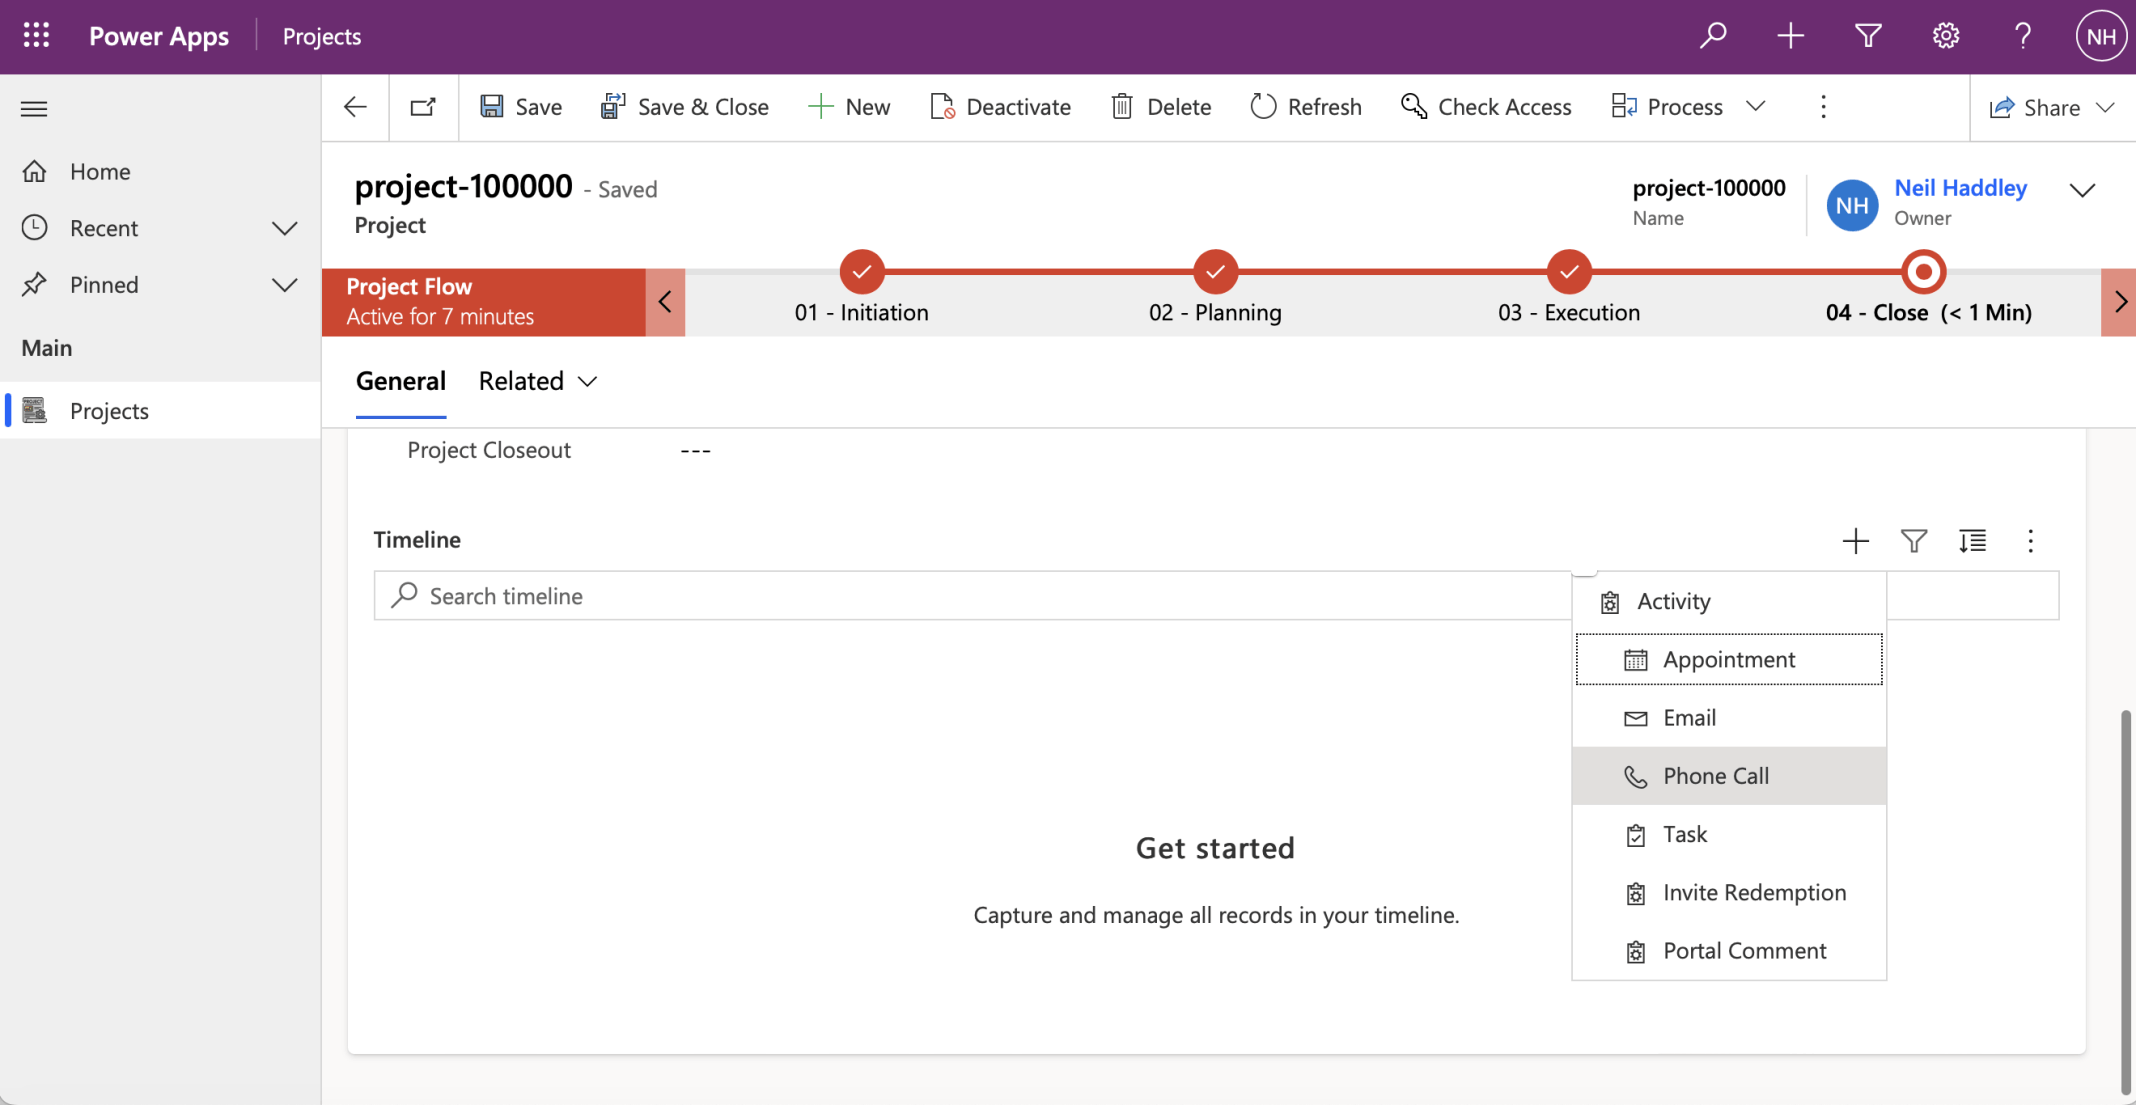 Power Apps
Projects
NH
Save
Save & Close
New
Deactivate
Delete
Refresh
Check Access
Process
Share
Home
Recent
Pinned
Main
Projects
project-100000 - Saved
Project
project-100000
Name
NH
Neil Haddley
Owner
Project Flow
Active for 7 minutes
01 - Initiation
02 - Planning
03 - Execution
04 - Close (< 1 Min)
General
Related
Project Closeout
---
Timeline
Search timeline
Activity
Appointment
Email
Phone Call
Task
Invite Redemption
Portal Comment
Get started
Capture and manage all records in your timeline.